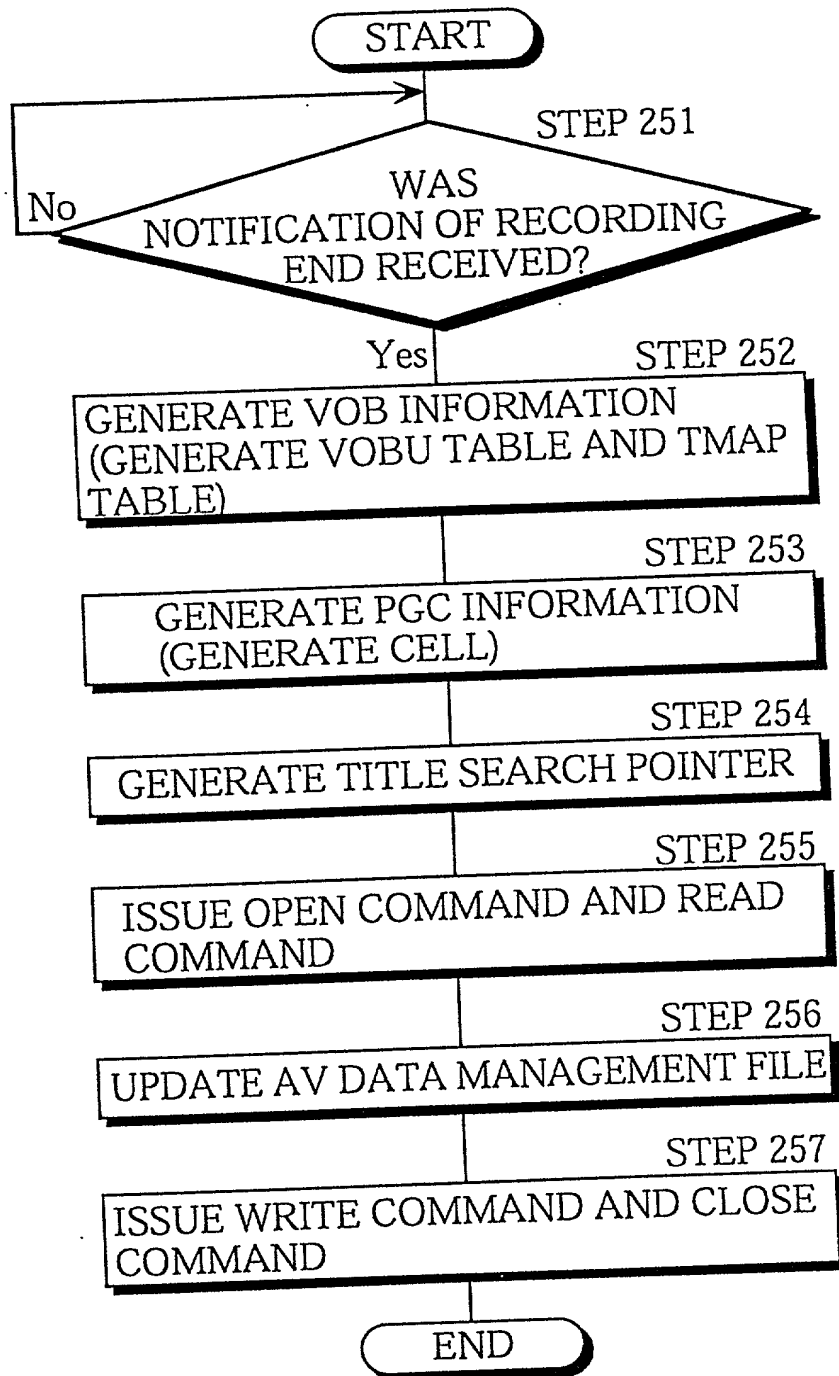 START
STEP 251
No
WAS
NOTIFICATION OF RECORDING
END RECEIVED?
Yes
STEP 252
GENERATE VOB INFORMATION
(GENERATE VOBU TABLE AND TMAP
TABLE)
STEP 253
GENERATE PGC INFORMATION
(GENERATE CELL)
STEP 254
GENERATE TITLE SEARCH POINTER
STEP 255
ISSUE OPEN COMMAND AND READ
COMMAND
STEP 256
UPDATE AV DATA MANAGEMENT FILE
STEP 257
ISSUE WRITE COMMAND AND CLOSE
COMMAND
END